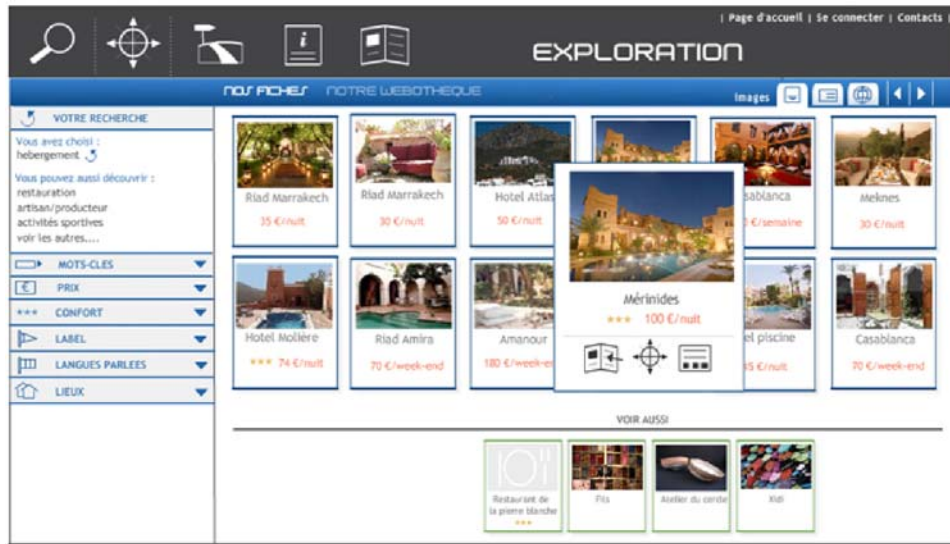 | Page d'accueil | Se connecter | Contacts |
EXPLORATION
NOS FICHES NOTRE WEBOTHEQUE
Images
VOTRE RECHERCHE
Vous avez choisi :
hebergement
Vous pouvez aussi découvrir :
restauration
artisan/producteur
activités sportives
voir les autres....
MOTS-CLES
€ PRIX
*** CONFORT
LABEL
LANGUES PARLEES
LIEUX
Riad Marrakech
35 €/nuit
Riad Marrakech
30 €/nuit
Hotel Atlas
50 €/nuit
Mérinides
*** 100 €/nuit
sablanca
€/semaine
Meknes
30 €/nuit
Hotel Molière
*** 74 €/nuit
Riad Amira
70 €/week-end
Amanour
180 €/week-e
el piscine
45 €/nuit
Casablanca
70 €/week-end
VOIR AUSSI
Restaurant de
la pierre blanche
***
Fils
Atelier du cercle
Xidi